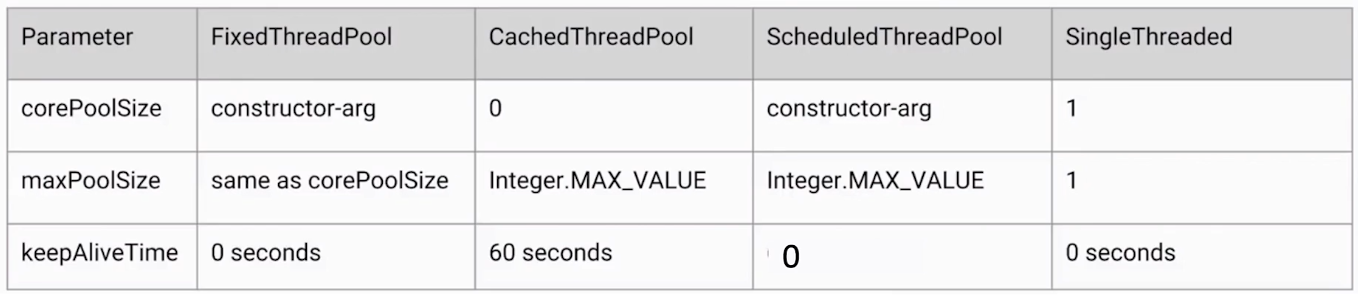 Parameter FixedThreadPool CachedThreadPool ScheduledThreadPool SingleThreaded
corePoolSize constructor-arg 0 constructor-arg 1
maxPoolSize same as corePoolSize Integer.MAX_VALUE Integer.MAX_VALUE 1
keepAliveTime 0 seconds 60 seconds 0 0 seconds